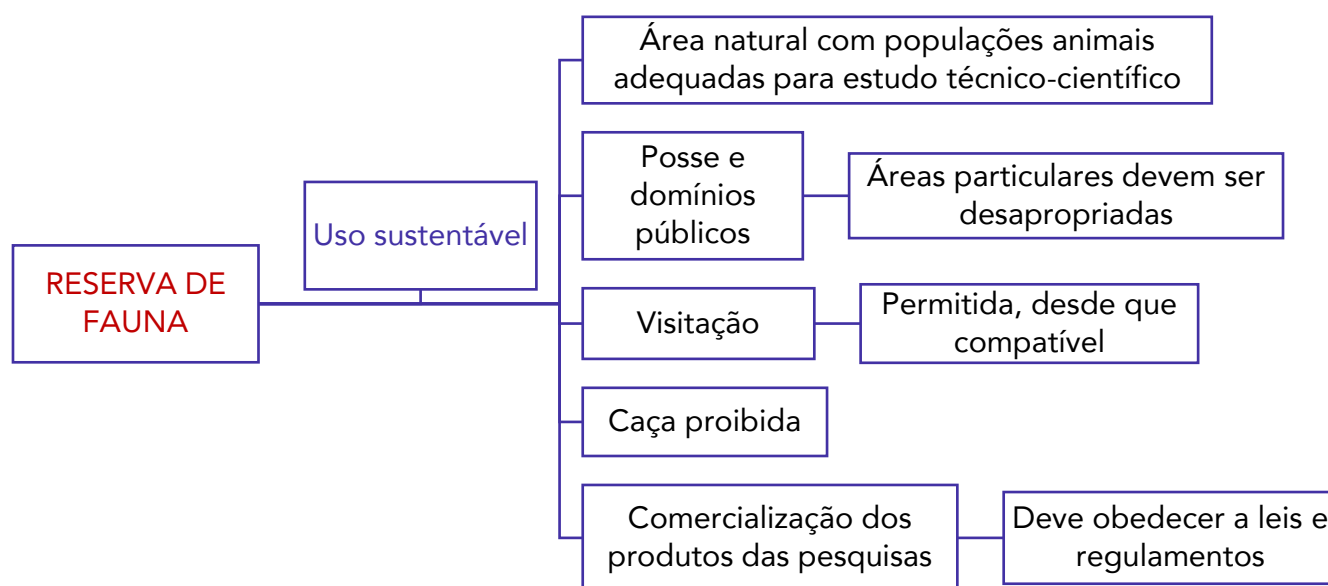 Área natural com populações animais
adequadas para estudo técnico-científico
Posse e
domínios
públicos
Áreas particulares devem ser
desapropriadas
Uso sustentável
RESERVA DE
FAUNA
Visitação
Permitida, desde que
compatível
Caça proibida
Comercialização dos
produtos das pesquisas
Deve obedecer a leis e
regulamentos